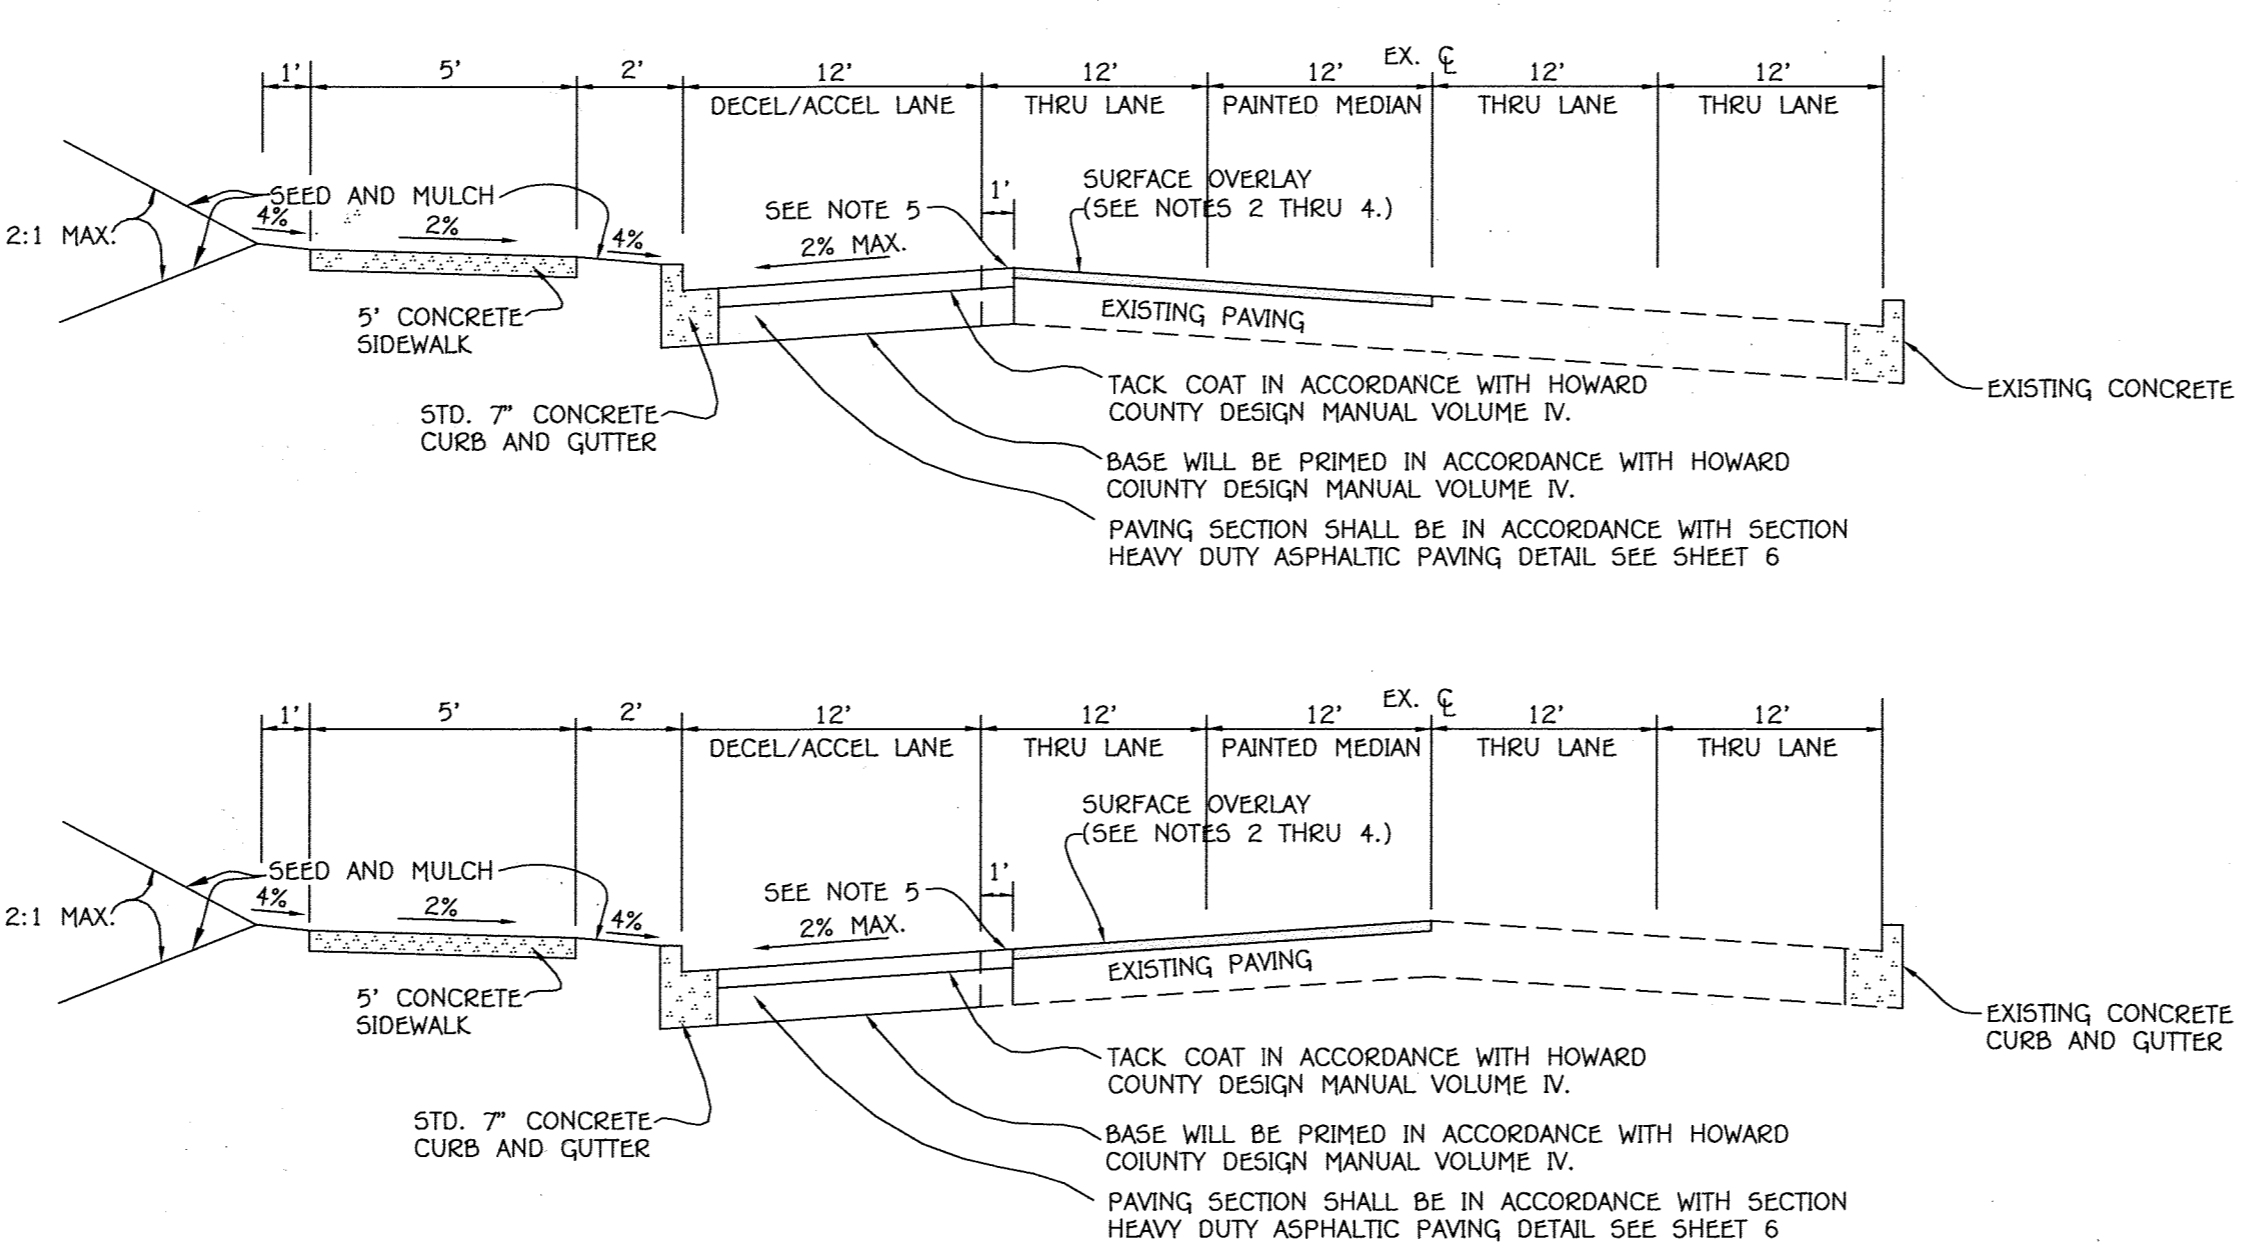 EX. ℄
1' 5' 2' 12' 12' 12' 12' 12'
DECEL/ACCEL LANE THRU LANE PAINTED MEDIAN THRU LANE THRU LANE
SURFACE OVERLAY
(SEE NOTES 2 THRU 4.)
SEED AND MULCH
1'
SEE NOTE 5
4%
2%
2:1 MAX.
4%
2% MAX.
EXISTING PAVING
5' CONCRETE
SIDEWALK
TACK COAT IN ACCORDANCE WITH HOWARD
COUNTY DESIGN MANUAL VOLUME IV.
EXISTING CONCRETE
STD. 7" CONCRETE
CURB AND GUTTER
BASE WILL BE PRIMED IN ACCORDANCE WITH HOWARD
COIUNTY DESIGN MANUAL VOLUME IV.
PAVING SECTION SHALL BE IN ACCORDANCE WITH SECTION
HEAVY DUTY ASPHALTIC PAVING DETAIL SEE SHEET 6
EX. ℄
1' 5' 2' 12' 12' 12' 12' 12'
DECEL/ACCEL LANE THRU LANE PAINTED MEDIAN THRU LANE THRU LANE
SURFACE OVERLAY
(SEE NOTES 2 THRU 4.)
SEED AND MULCH
1'
SEE NOTE 5
4%
2%
2:1 MAX.
4%
2% MAX.
EXISTING PAVING
5' CONCRETE
SIDEWALK
EXISTING CONCRETE
CURB AND GUTTER
TACK COAT IN ACCORDANCE WITH HOWARD
COUNTY DESIGN MANUAL VOLUME IV.
STD. 7" CONCRETE
CURB AND GUTTER
BASE WILL BE PRIMED IN ACCORDANCE WITH HOWARD
COIUNTY DESIGN MANUAL VOLUME IV.
PAVING SECTION SHALL BE IN ACCORDANCE WITH SECTION
HEAVY DUTY ASPHALTIC PAVING DETAIL SEE SHEET 6